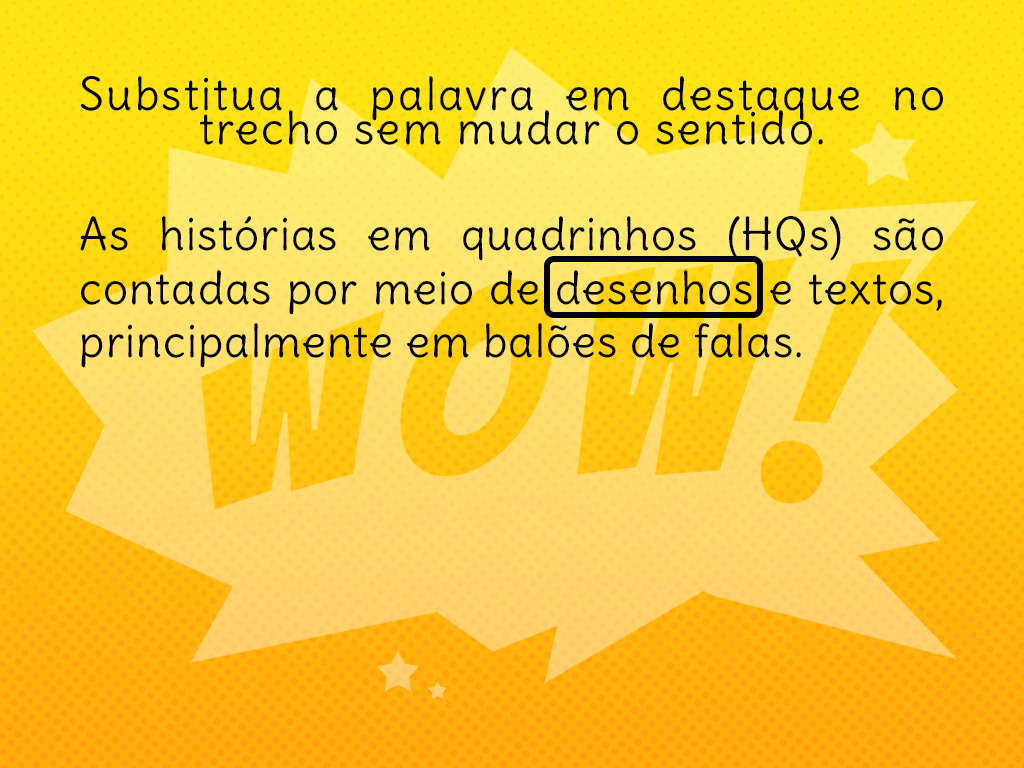 Substitua a palavra em destaque no
trecho sem mudar o sentido.
As histórias em quadrinhos (HQs) são
contadas por meio de desenhos e textos,
principalmente em balões de falas.
WOW!